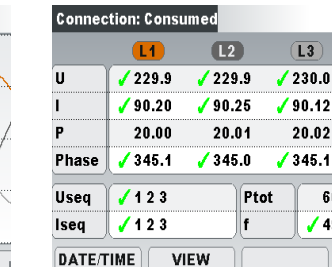 Connection: Consumed
L1 L2 L3
U ✓229.9 ✓229.9 ✓230.0
I ✓90.20 ✓90.25 ✓90.12
P 20.00 20.01 20.02
Phase ✓345.1 ✓345.0 ✓345.1
Useq ✓1 2 3 Ptot 6
Iseq ✓1 2 3 f ✓4
DATE/TIME VIEW